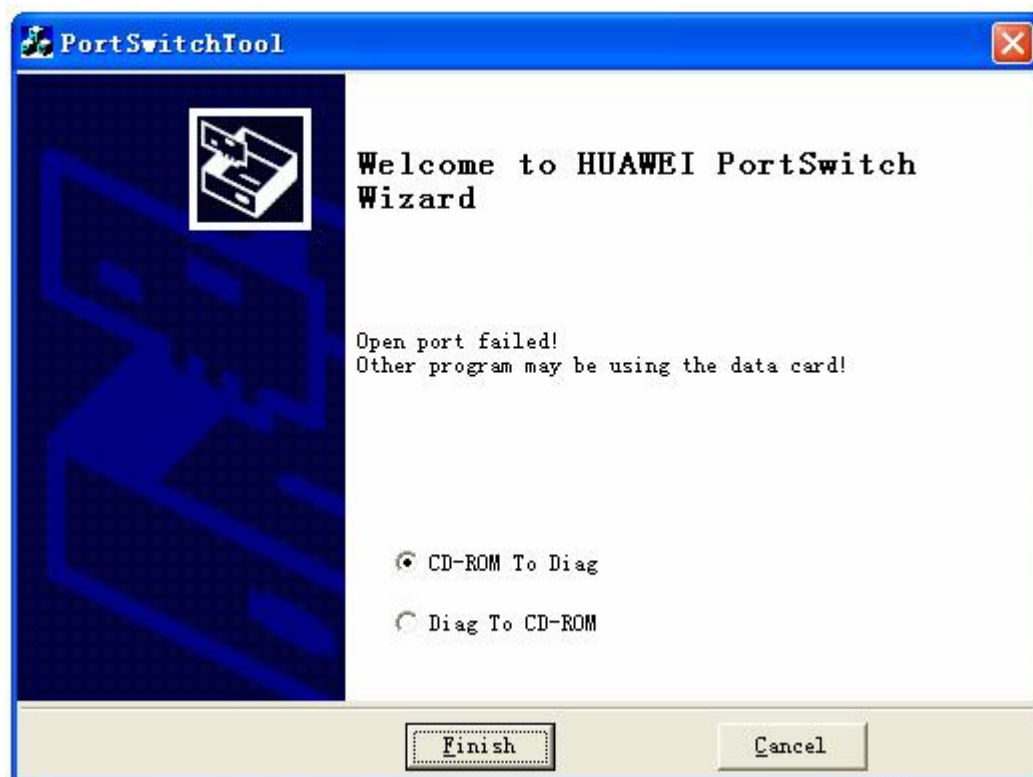 PortSwitchTool
Welcome to HUAWEI PortSwitch
Wizard
Open port failed!
Other program may be using the data card!
CD-ROM To Diag
Diag To CD-ROM
Finish
Cancel